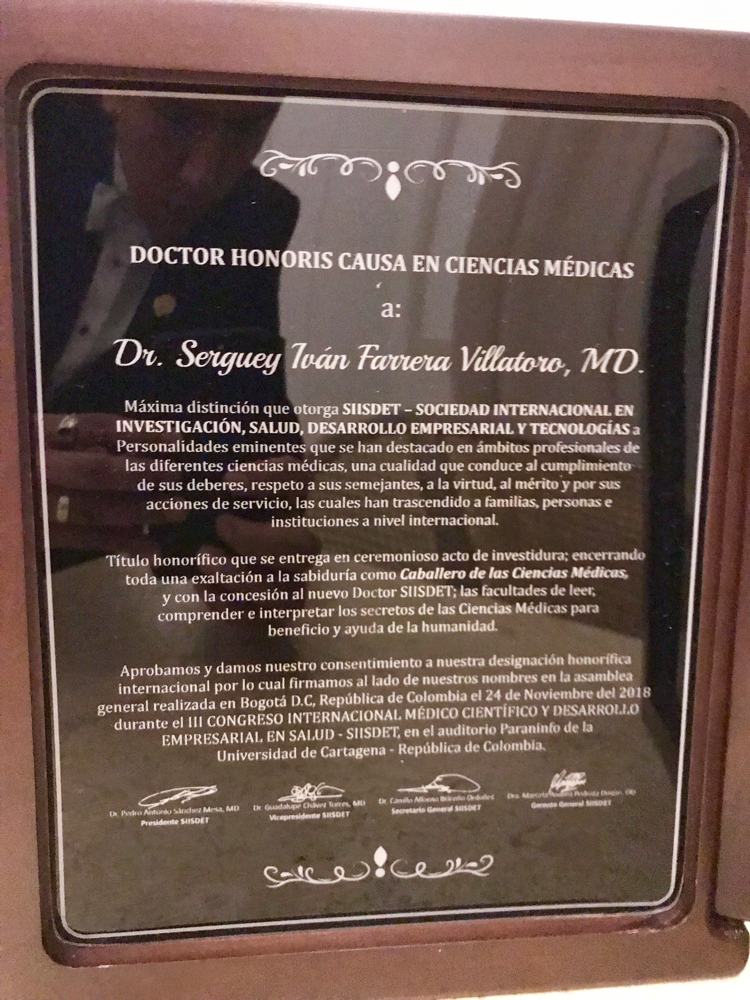 DOCTOR HONORIS CAUSA EN CIENCIAS MÉDICAS
a:
Dr. Serguey Iván Farrera Villatoro, MD.
Máxima distinción que otorga SIISDET – SOCIEDAD INTERNACIONAL EN
INVESTIGACIÓN, SALUD, DESARROLLO EMPRESARIAL Y TECNOLOGÍAS a
Personalidades eminentes que se han destacado en ámbitos profesionales de
las diferentes ciencias médicas, una cualidad que conduce al cumplimiento
de sus deberes, respeto a sus semejantes, a la virtud, al mérito y por sus
acciones de servicio, las cuales han trascendido a familias, personas e
instituciones a nivel internacional.
Título honorífico que se entrega en ceremonioso acto de investidura; encerrando
toda una exaltación a la sabiduría como Caballero de las Ciencias Médicas,
y con la concesión al nuevo Doctor SIISDET; las facultades de leer,
comprender e interpretar los secretos de las Ciencias Médicas para
beneficio y ayuda de la humanidad.
Aprobamos y damos nuestro consentimiento a nuestra designación honorífica
internacional por lo cual firmamos al lado de nuestros nombres en la asamblea
general realizada en Bogotá D.C, República de Colombia el 24 de Noviembre del 2018
durante el III CONGRESO INTERNACIONAL MÉDICO CIENTÍFICO Y DESARROLLO
EMPRESARIAL EN SALUD - SIISDET, en el auditorio Paraninfo de la
Universidad de Cartagena - República de Colombia.
Dr. Pedro Antonio Sánchez Mesa, MD
Presidente SIISDET
Dr. Guadalupe Chávez Torres, MD
Vicepresidente SIISDET
Dr. Camilo Alfonso Briceño
Secretario General SIISDET
Dra. Marcela Pedroza
Gerente General SIISDET